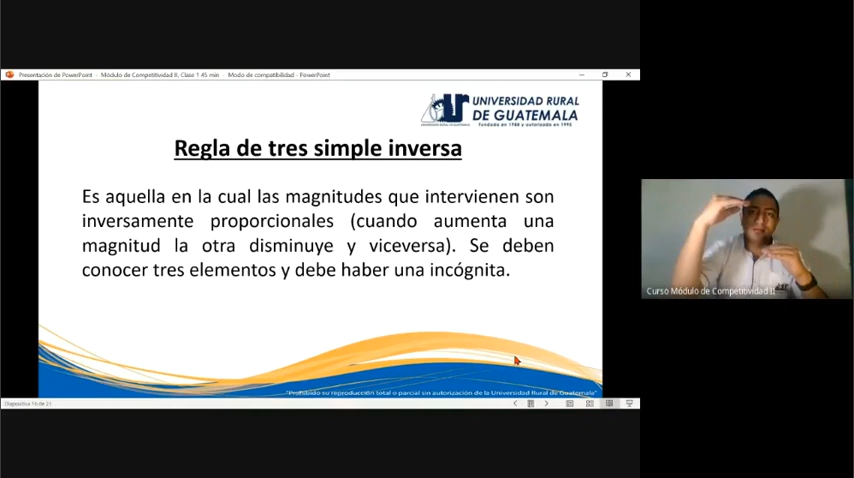 Presentación de PowerPoint - Módulo de Competitividad II, Clase 1 45 min - Modo de compatibilidad - PowerPoint
UNIVERSIDAD RURAL
DE GUATEMALA
Fundada en 1988 y autorizada en 1995
Regla de tres simple inversa
Es aquella en la cual las magnitudes que intervienen son
inversamente proporcionales (cuando aumenta una
magnitud la otra disminuye y viceversa). Se deben
conocer tres elementos y debe haber una incógnita.
Curso Módulo de Competitividad II
"Prohibido su reproducción total o parcial sin autorización de la Universidad Rural de Guatemala"